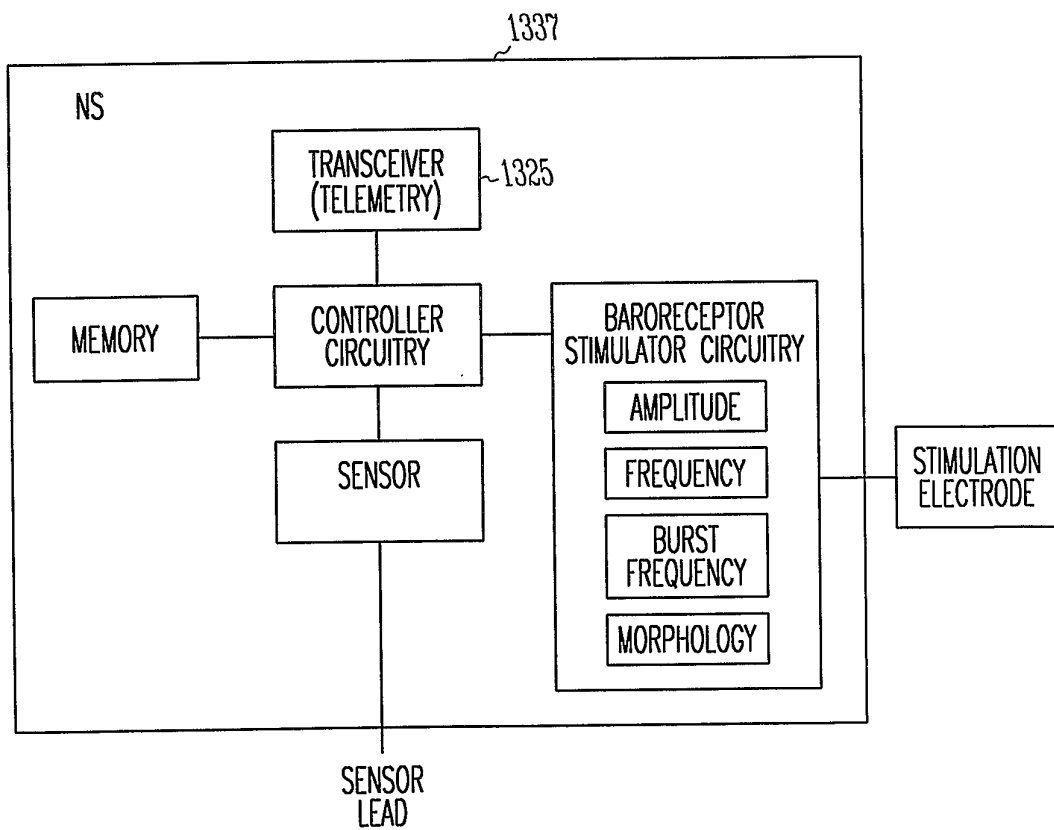 1337
NS
TRANSCEIVER
(TELEMETRY)
1325
MEMORY
CONTROLLER
CIRCUITRY
SENSOR
BARORECEPTOR
STIMULATOR CIRCUITRY
AMPLITUDE
FREQUENCY
BURST
FREQUENCY
MORPHOLOGY
STIMULATION
ELECTRODE
SENSOR
LEAD